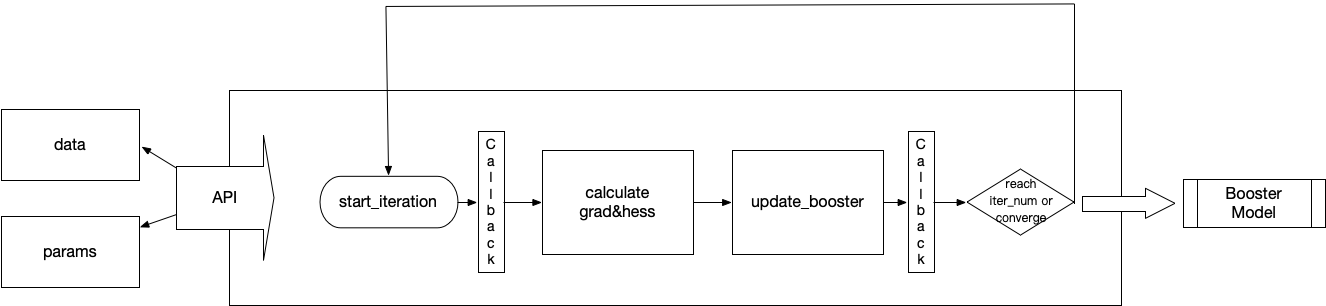 data
params
API
start_iteration
Callback
calculate
grad&hess
update_booster
Callback
reach
iter_num or
converge
Booster
Model